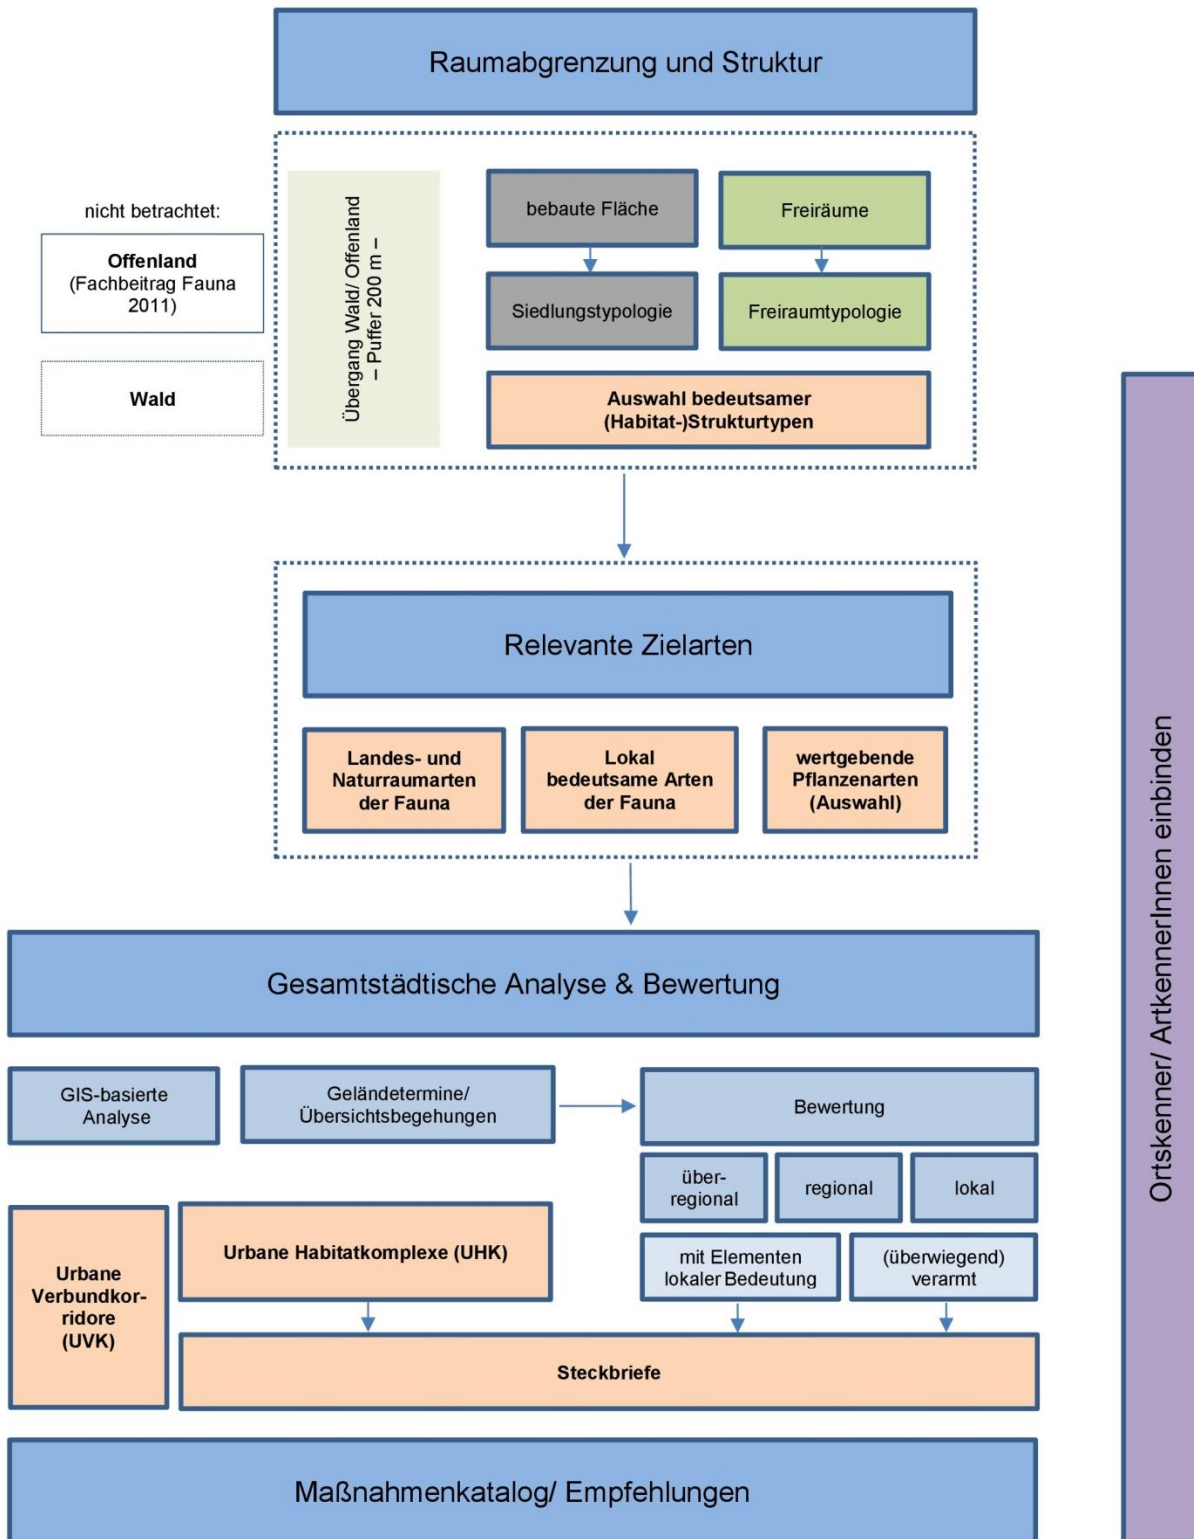 Raumabgrenzung und Struktur
nicht betrachtet:
Offenland
(Fachbeitrag Fauna
2011)
Wald
Übergang Wald/ Offenland
– Puffer 200 m –
bebaute Fläche
Freiräume
Siedlungstypologie
Freiraumtypologie
Auswahl bedeutsamer
(Habitat-)Strukturtypen
Relevante Zielarten
Landes- und
Naturraumarten
der Fauna
Lokal
bedeutsame Arten
der Fauna
wertgebende
Pflanzenarten
(Auswahl)
Gesamtstädtische Analyse & Bewertung
GIS-basierte
Analyse
Geländetermine/
Übersichtsbegehungen
Bewertung
über-
regional
regional
lokal
mit Elementen
lokaler Bedeutung
(überwiegend)
verarmt
Urbane
Verbundkor-
ridore
(UVK)
Urbane Habitatkomplexe (UHK)
Steckbriefe
Maßnahmenkatalog/ Empfehlungen
Ortskenner/ ArtkennerInnen einbinden